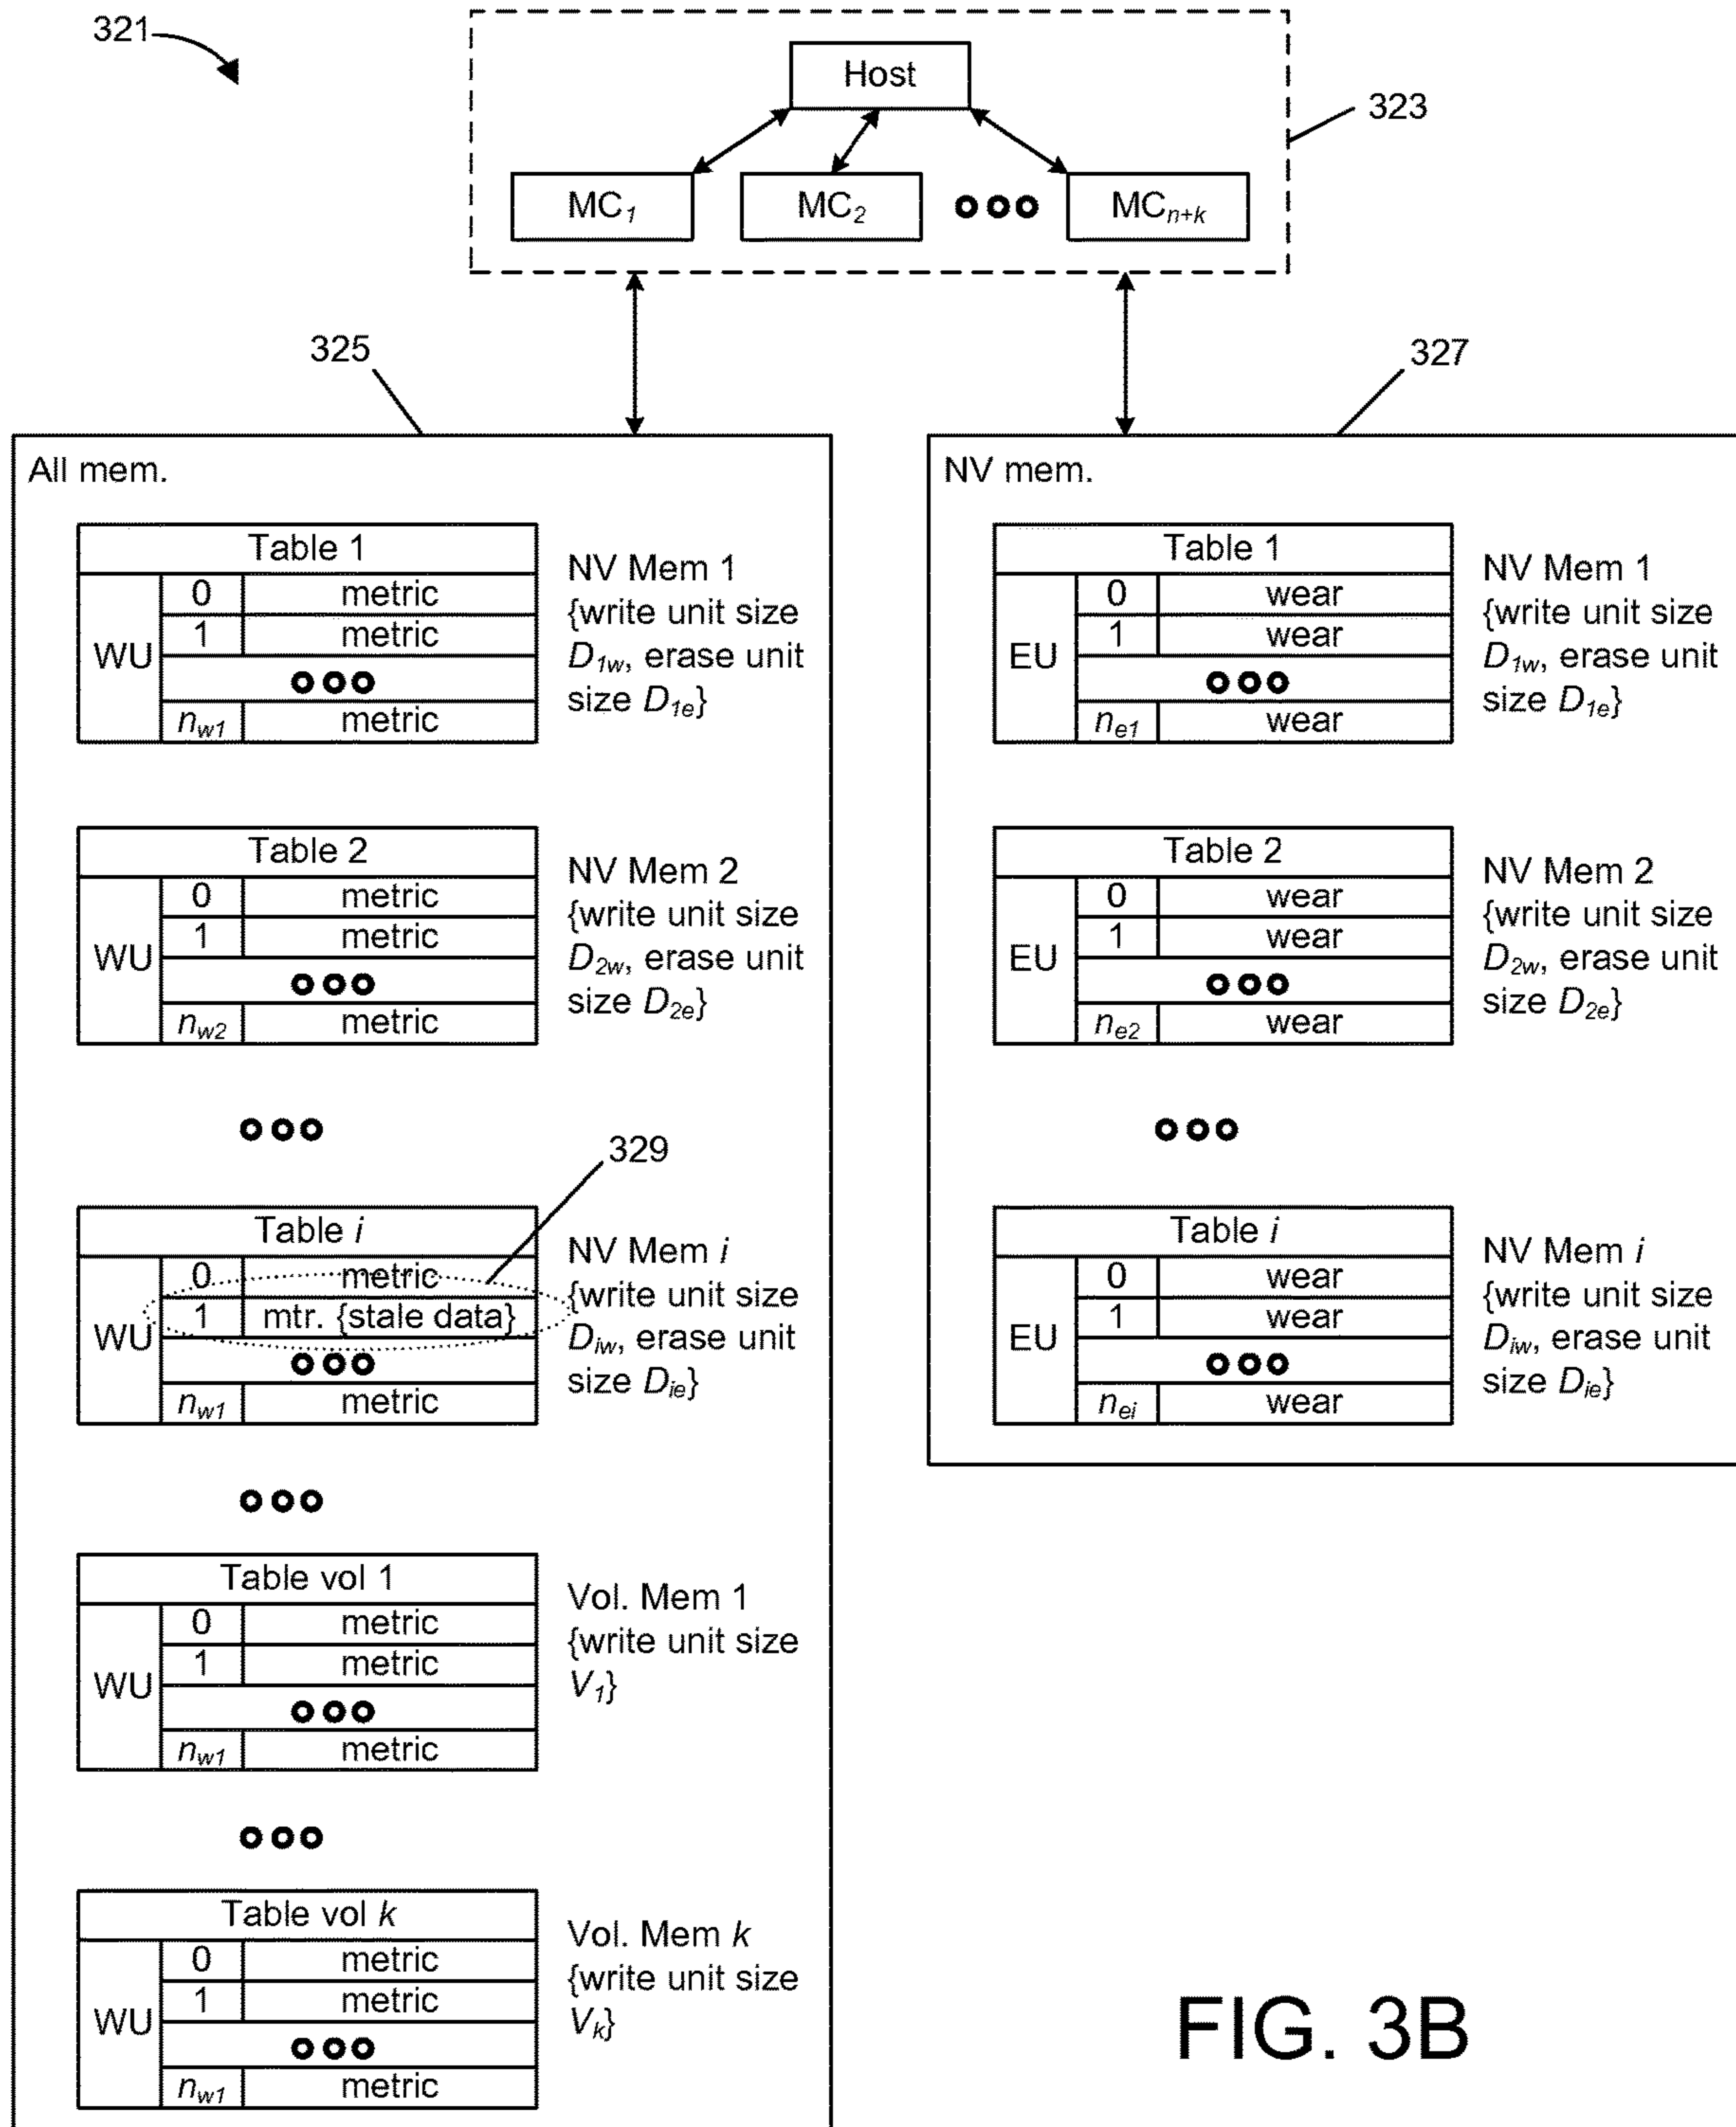 321
Host
323
MC1
MC2
MCn+k
325
327
All mem.
Table 1
WU
0 metric
1 metric
nw1 metric
NV Mem 1
{write unit size
D1w, erase unit
size D1e}
Table 2
WU
0 metric
1 metric
nw2 metric
NV Mem 2
{write unit size
D2w, erase unit
size D2e}
329
Table i
WU
0 metric
1 mtr. {stale data}
nw1 metric
NV Mem i
{write unit size
Diw, erase unit
size Die}
Table vol 1
WU
0 metric
1 metric
nw1 metric
Vol. Mem 1
{write unit size
V1}
Table vol k
WU
0 metric
1 metric
nw1 metric
Vol. Mem k
{write unit size
Vk}
NV mem.
Table 1
EU
0 wear
1 wear
ne1 wear
NV Mem 1
{write unit size
D1w, erase unit
size D1e}
Table 2
EU
0 wear
1 wear
ne2 wear
NV Mem 2
{write unit size
D2w, erase unit
size D2e}
Table i
EU
0 wear
1 wear
nei wear
NV Mem i
{write unit size
Diw, erase unit
size Die}
FIG. 3B